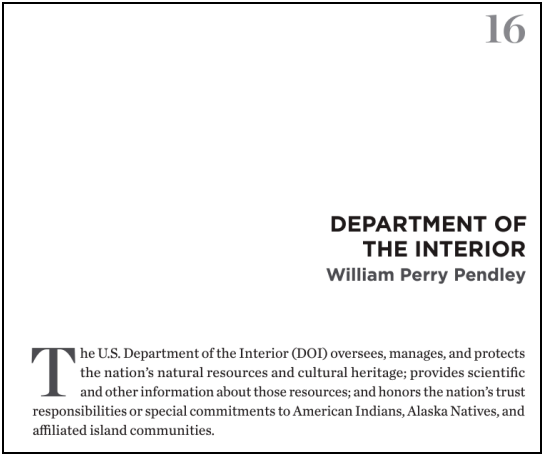 16
DEPARTMENT OF
THE INTERIOR
William Perry Pendley
The U.S. Department of the Interior (DOI) oversees, manages, and protects
the nation’s natural resources and cultural heritage; provides scientific
and other information about those resources; and honors the nation’s trust
responsibilities or special commitments to American Indians, Alaska Natives, and
affiliated island communities.